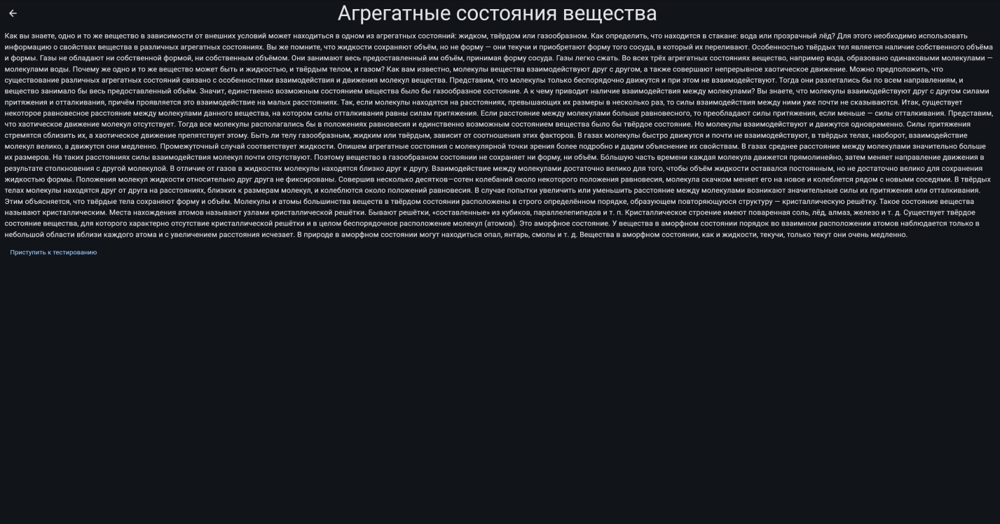 Агрегатные состояния вещества
Как вы знаете, одно и то же вещество в зависимости от внешних условий может находиться в одном из агрегатных состояний: жидком, твёрдом или газообразном. Как определить, что находится в стакане: вода или прозрачный лёд? Для этого необходимо использовать
информацию о свойствах вещества в различных агрегатных состояниях. Вы же помните, что жидкости сохраняют объём, но не форму — они текучи и приобретают форму того сосуда, в который их переливают. Особенностью твёрдых тел является наличие собственного объёма
и формы. Газы не обладают ни собственной формой, ни собственным объёмом. Они занимают весь предоставленный им объём, принимая форму сосуда. Газы легко сжать. Во всех трёх агрегатных состояниях вещество, например вода, образовано одинаковыми молекулами —
молекулами воды. Почему же одно и то же вещество может быть и жидкостью, и твёрдым телом, и газом? Как вам известно, молекулы вещества взаимодействуют друг с другом, а также совершают непрерывное хаотическое движение. Можно предположить, что
существование различных агрегатных состояний связано с особенностями взаимодействия и движения молекул вещества. Представим, что молекулы только беспорядочно движутся и при этом не взаимодействуют. Тогда они разлетались бы по всем направлениям, и
вещество занимало бы весь предоставленный объём. Значит, единственно возможным состоянием вещества было бы газообразное состояние. А к чему приводит наличие взаимодействия между молекулами? Вы знаете, что молекулы взаимодействуют друг с другом силами
притяжения и отталкивания, причём проявляется это взаимодействие на малых расстояниях. Так, если молекулы находятся на расстояниях, превышающих их размеры в несколько раз, то силы взаимодействия между ними уже почти не сказываются. Итак, существует
некоторое равновесное расстояние между молекулами данного вещества, на котором силы отталкивания равны силам притяжения. Если расстояние между молекулами больше равновесного, то преобладают силы притяжения, если меньше — силы отталкивания. Представим,
что хаотическое движение молекул отсутствует. Тогда все молекулы располагались бы в положениях равновесия и единственно возможным состоянием вещества было бы твёрдое состояние. Но молекулы взаимодействуют и движутся одновременно. Силы притяжения
стремятся сблизить их, а хаотическое движение препятствует этому. Быть ли телу газообразным, жидким или твёрдым, зависит от соотношения этих факторов. В газах молекулы быстро движутся и почти не взаимодействуют, в твёрдых телах, наоборот, взаимодействие
молекул велико, а движутся они медленно. Промежуточный случай соответствует жидкости. Опишем агрегатные состояния с молекулярной точки зрения более подробно и дадим объяснение их свойствам. В газах среднее расстояние между молекулами значительно больше
их размеров. На таких расстояниях силы взаимодействия молекул почти отсутствуют. Поэтому вещество в газообразном состоянии не сохраняет ни форму, ни объём. Бо́льшую часть времени каждая молекула движется прямолинейно, затем меняет направление движения в
результате столкновения с другой молекулой. В отличие от газов в жидкостях молекулы находятся близко друг к другу. Взаимодействие между молекулами достаточно велико для того, чтобы объём жидкости оставался постоянным, но не достаточно велико для сохранения
жидкостью формы. Положения молекул жидкости относительно друг друга не фиксированы. Совершив несколько десятков—сотен колебаний около некоторого положения равновесия, молекула скачком меняет его на новое и колеблется рядом с новыми соседями. В твёрдых
телах молекулы находятся друг от друга на расстояниях, близких к размерам молекул, и колеблются около положений равновесия. В случае попытки увеличить или уменьшить расстояние между молекулами возникают значительные силы их притяжения или отталкивания.
Этим объясняется, что твёрдые тела сохраняют форму и объём. Молекулы и атомы большинства веществ в твёрдом состоянии расположены в строго определённом порядке, образующем повторяющуюся структуру — кристаллическую решётку. Такое состояние вещества
называют кристаллическим. Места нахождения атомов называют узлами кристаллической решётки. Бывают решётки, «составленные» из кубиков, параллелепипедов и т. п. Кристаллическое строение имеют поваренная соль, лёд, алмаз, железо и т. д. Существует твёрдое
состояние вещества, для которого характерно отсутствие кристаллической решётки и в целом беспорядочное расположение молекул (атомов). Это аморфное состояние. У вещества в аморфном состоянии порядок во взаимном расположении атомов наблюдается только в
небольшой области вблизи каждого атома и с увеличением расстояния исчезает. В природе в аморфном состоянии могут находиться опал, янтарь, смолы и т. д. Вещества в аморфном состоянии, как и жидкости, текучи, только текут они очень медленно.
Приступить к тестированию